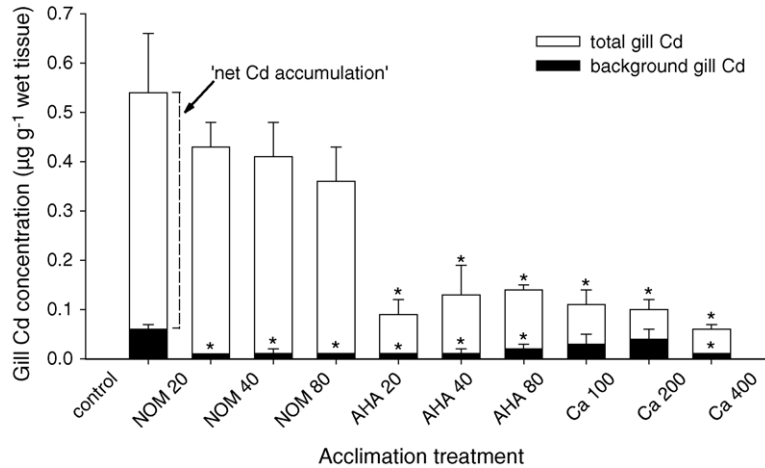 Gill Cd concentration (µg g⁻¹ wet tissue)
0.7
0.6
0.5
0.4
0.3
0.2
0.1
0.0
'net Cd accumulation'
total gill Cd
background gill Cd
* * * * * *
* * * * * * *
control
NOM 20
NOM 40
NOM 80
AHA 20
AHA 40
AHA 80
Ca 100
Ca 200
Ca 400
Acclimation treatment